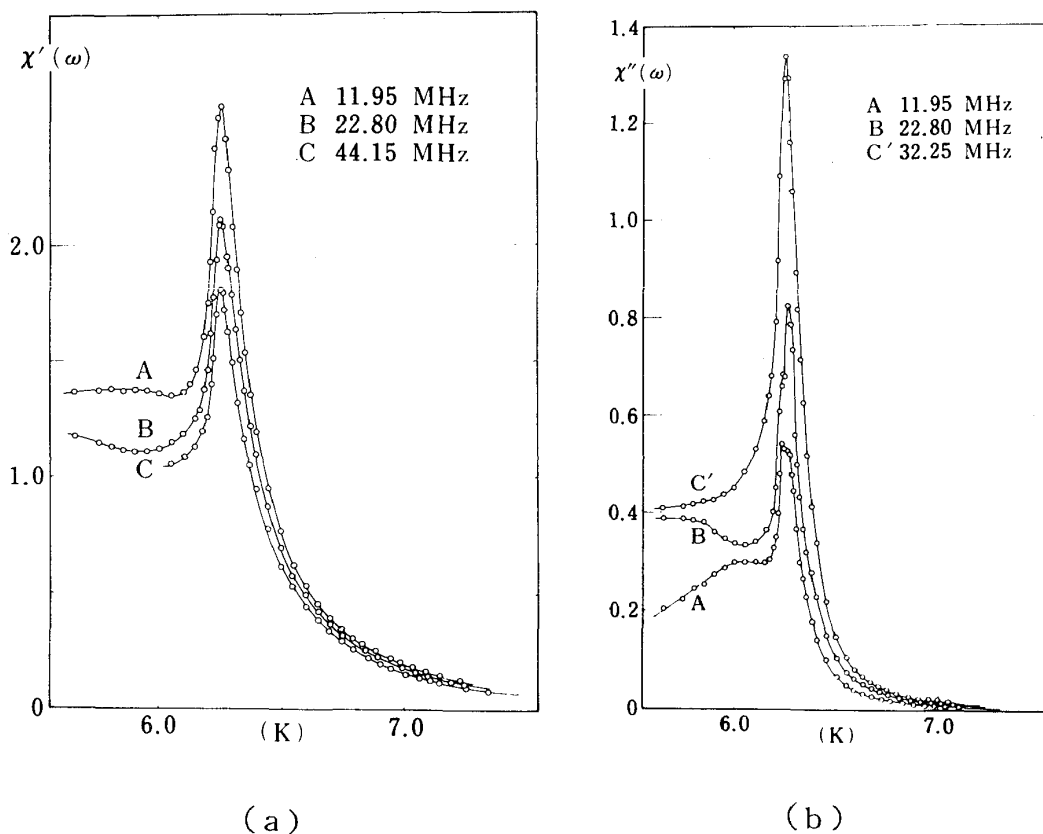 χ′(ω)
A 11.95 MHz
B 22.80 MHz
C 44.15 MHz
2.0
1.0
0
A
B
C
6.0
(K)
7.0
(a)
1.4
χ″(ω)
A 11.95 MHz
B 22.80 MHz
C′ 32.25 MHz
1.2
1.0
0.8
0.6
0.4
0.2
0
C′
B
A
6.0
(K)
7.0
(b)